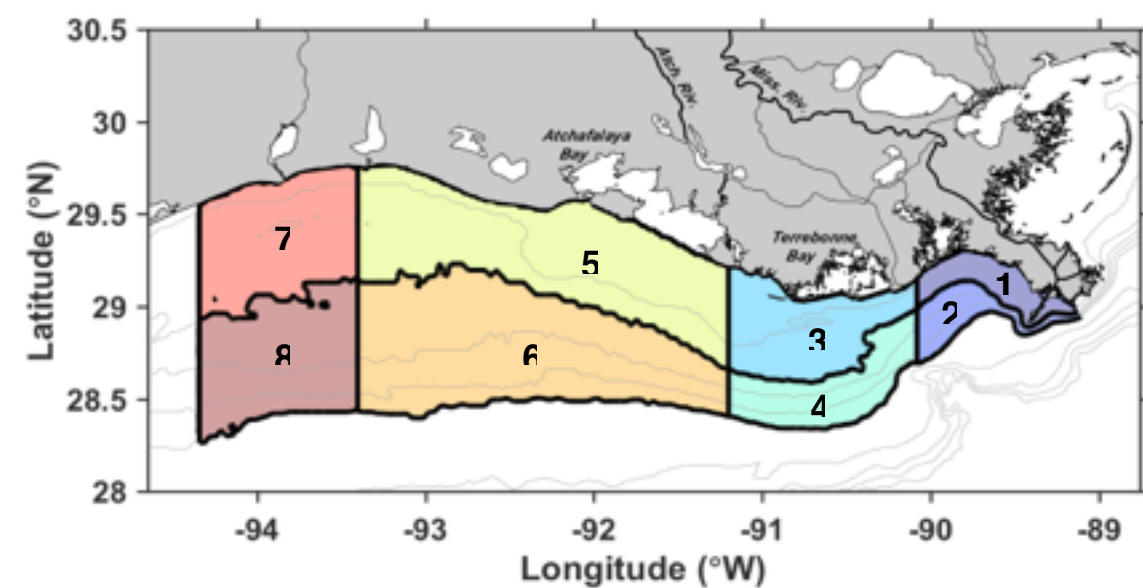 30.5
30
29.5
29
28.5
28
Latitude (°N)
Atch. Riv.
Miss. Riv.
Atchafalaya
Bay
Terrebonne
Bay
7
5
1
2
3
8
6
4
-94
-93
-92
-91
-90
-89
Longitude (°W)